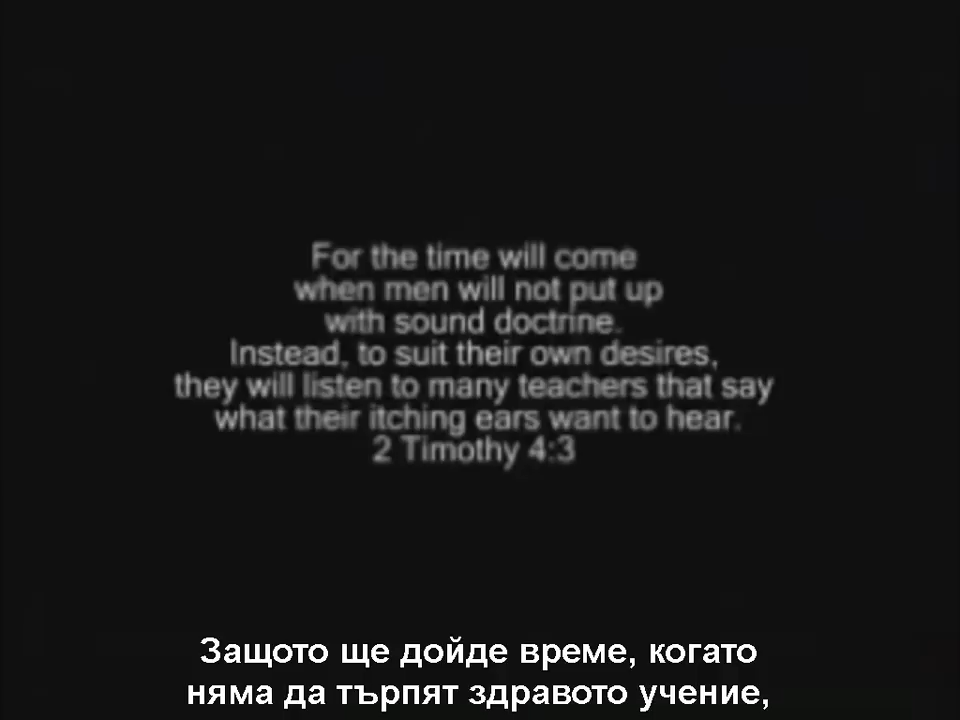 For the time will come
when men will not put up
with sound doctrine.
Instead, to suit their own desires,
they will listen to many teachers that say
what their itching ears want to hear.
2 Timothy 4:3
Защото ще дойде време, когато
няма да търпят здравото учение,